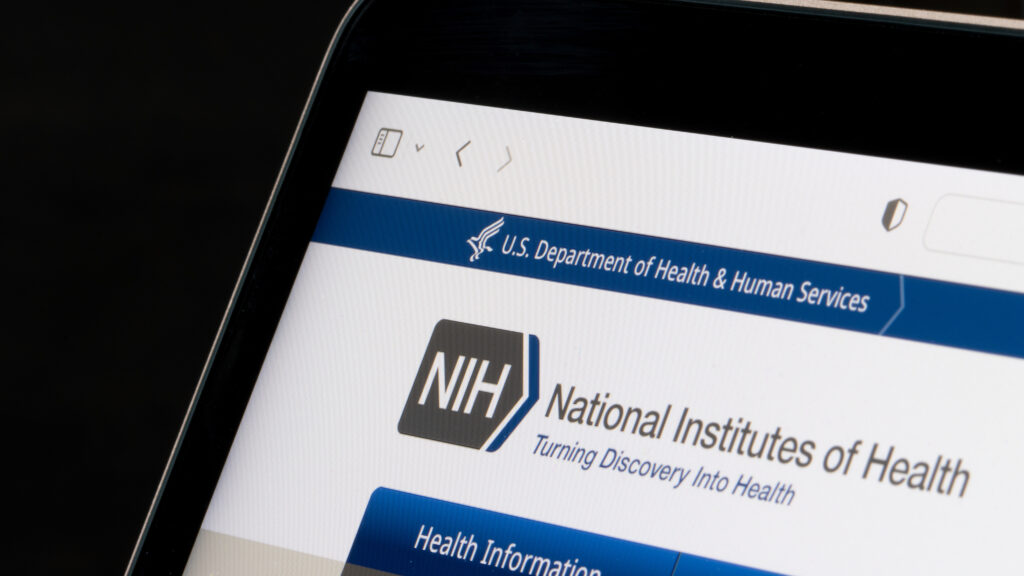 U.S. Department of Health & Human Services
NIH
National Institutes of Health
Turning Discovery Into Health
Health Information